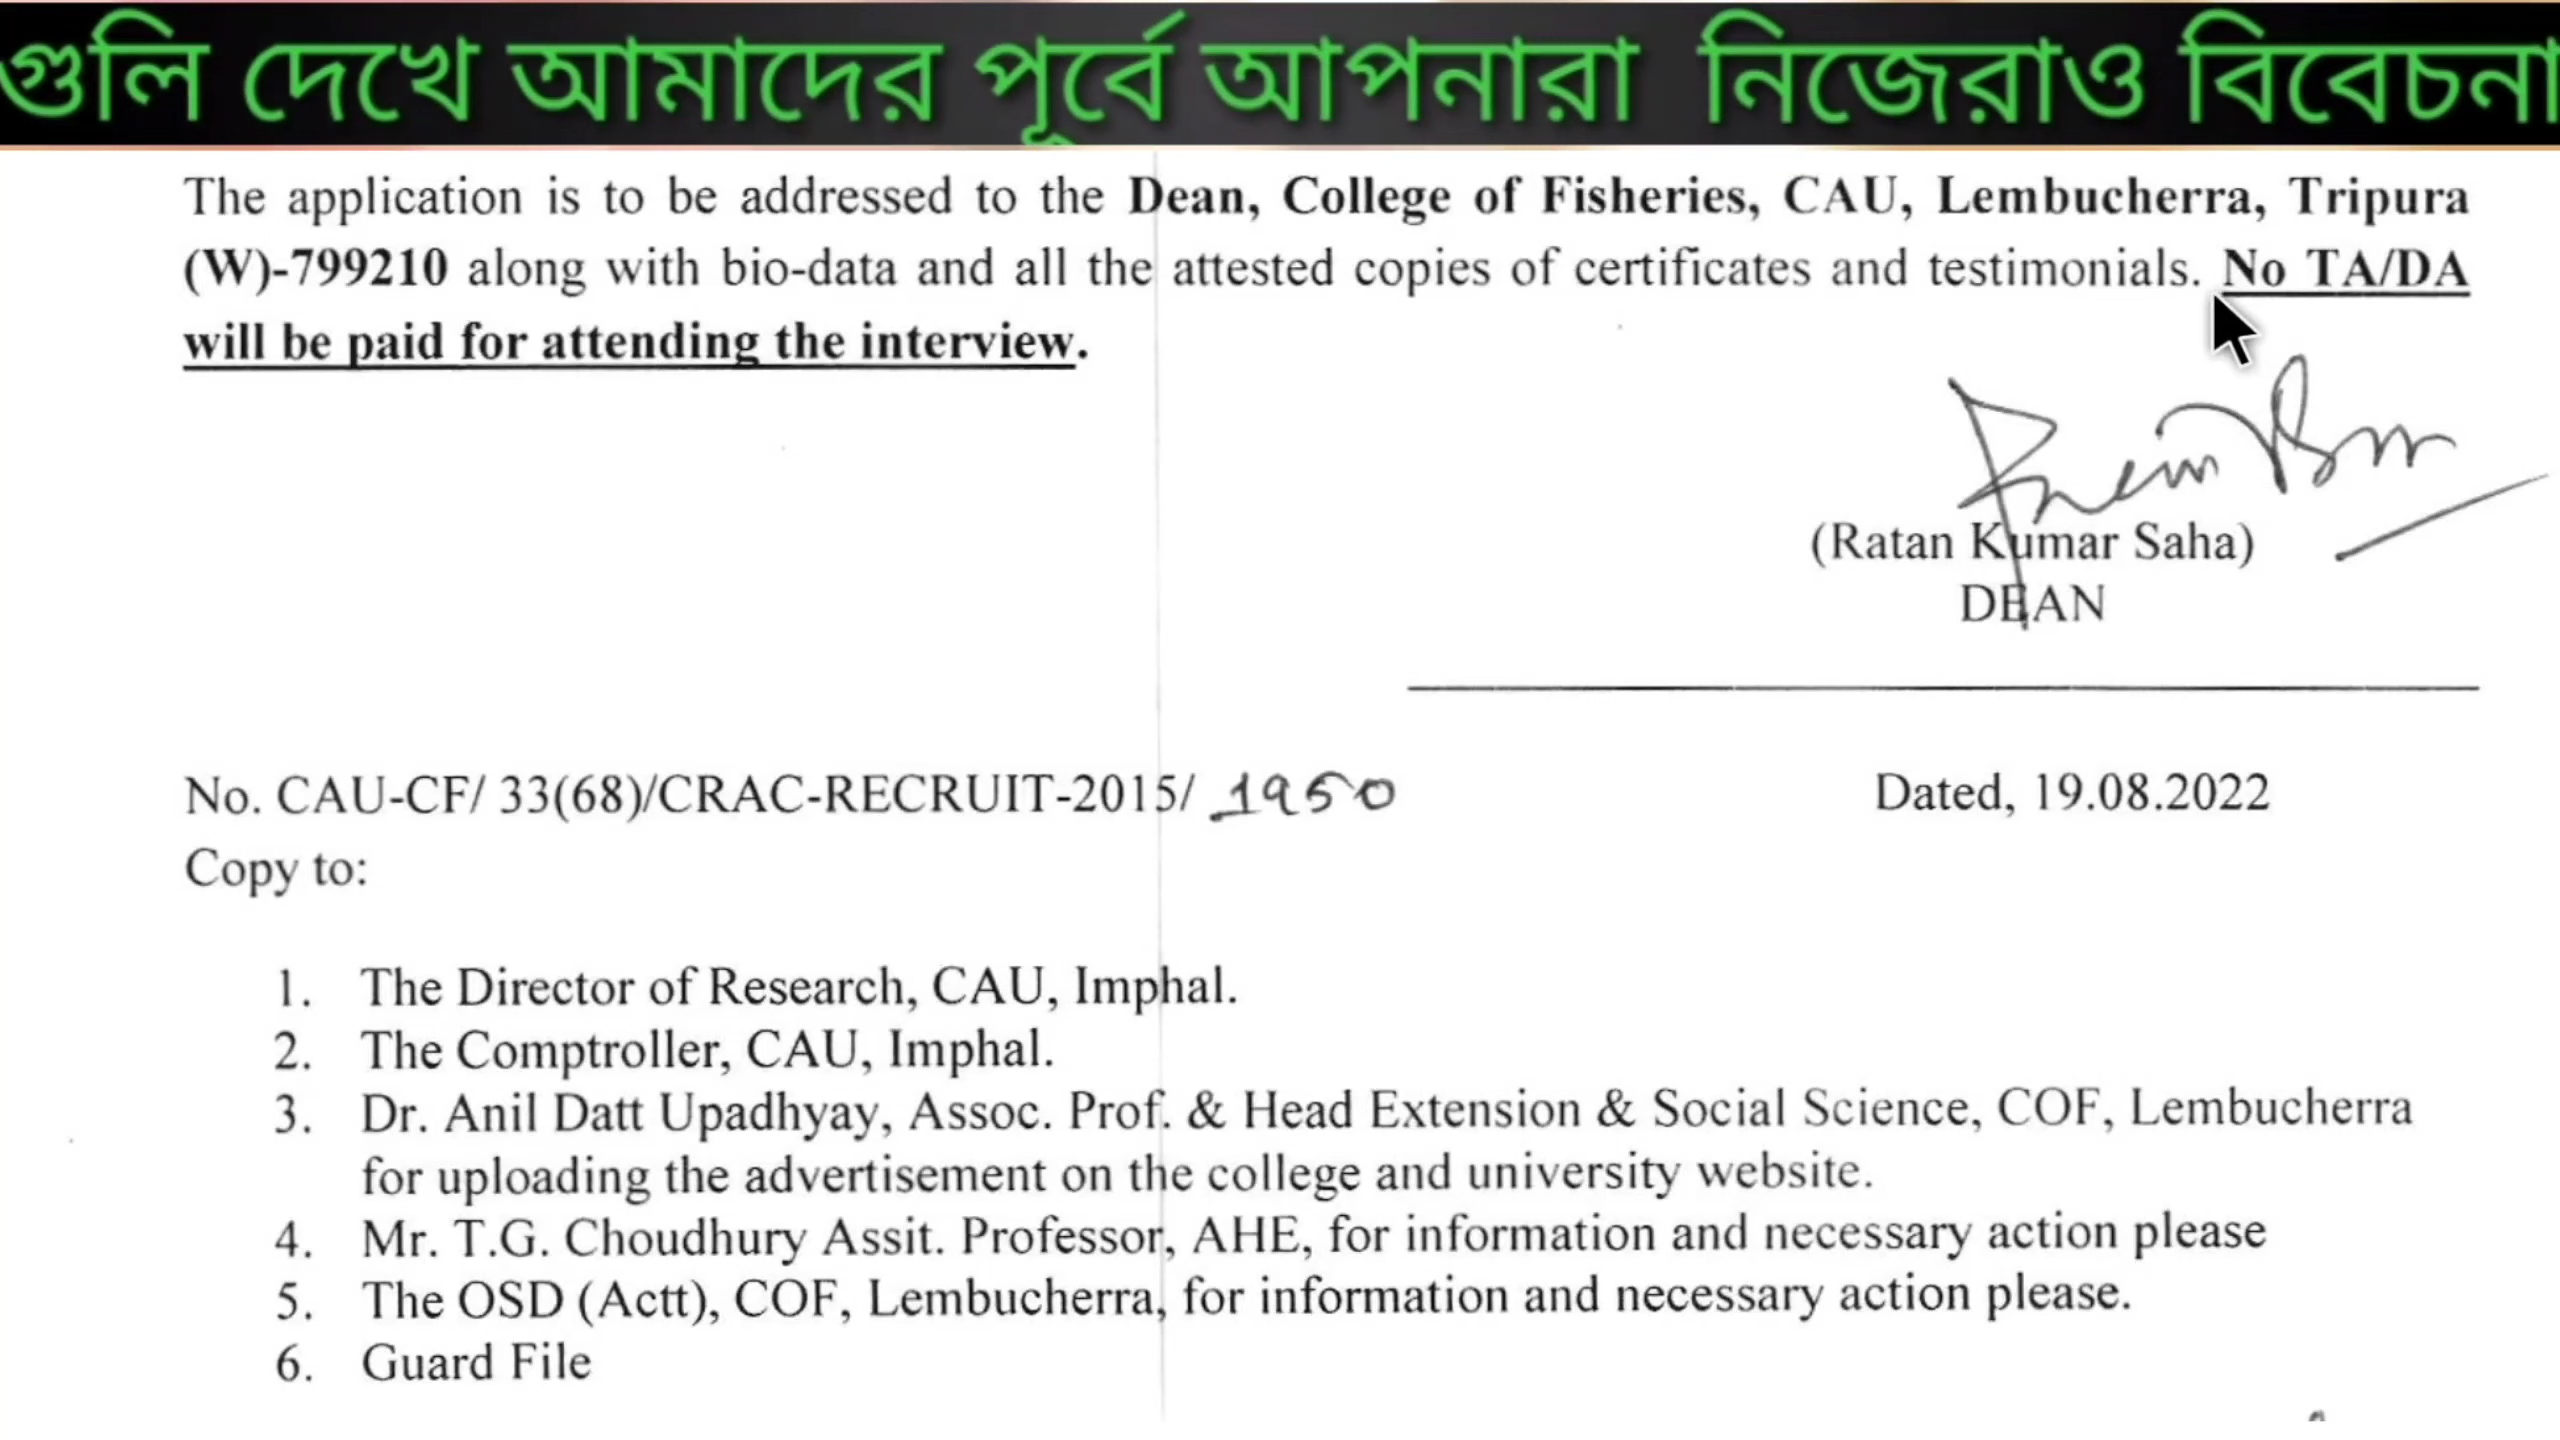 গুলি দেখে আমাদের পূর্বে আপনারা নিজেরাও বিবেচনা
The application is to be addressed to the Dean, College of Fisheries, CAU, Lembucherra, Tripura
(W)-799210 along with bio-data and all the attested copies of certificates and testimonials. No TA/DA
will be paid for attending the interview.
(Ratan Kumar Saha)
DEAN
No. CAU-CF/ 33(68)/CRAC-RECRUIT-2015/ 1950
Dated, 19.08.2022
Copy to:
1. The Director of Research, CAU, Imphal.
2. The Comptroller, CAU, Imphal.
3. Dr. Anil Datt Upadhyay, Assoc. Prof. & Head Extension & Social Science, COF, Lembucherra
for uploading the advertisement on the college and university website.
4. Mr. T.G. Choudhury Assit. Professor, AHE, for information and necessary action please
5. The OSD (Actt), COF, Lembucherra, for information and necessary action please.
6. Guard File